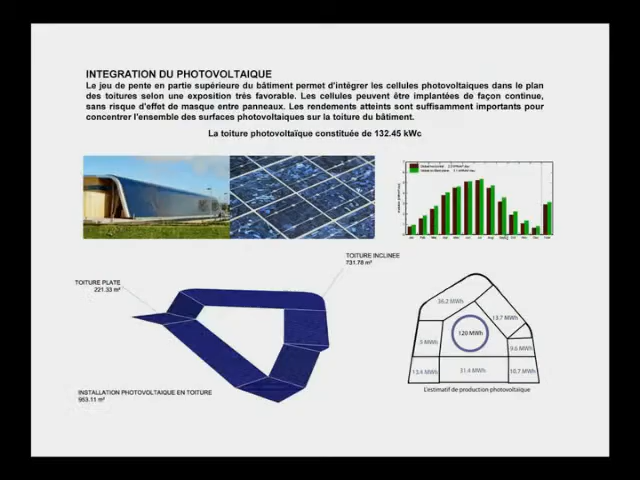 INTEGRATION DU PHOTOVOLTAIQUE
Le jeu de pente en partie supérieure du bâtiment permet d'intégrer les cellules photovoltaiques dans le plan
des toitures selon une exposition très favorable. Les cellules peuvent être implantées de façon continue,
sans risque d'effet de masque entre panneaux. Les rendements atteints sont suffisamment importants pour
concentrer l'ensemble des surfaces photovoltaiques sur la toiture du bâtiment.
La toiture photovoltaïque constituée de 132.45 kWc
TOITURE INCLINEE
731.78 m²
TOITURE PLATE
221.33 m²
INSTALLATION PHOTOVOLTAIQUE EN TOITURE
953.11 m²
36.2 MWh
13.7 MWh
120 MWh
5 MWh
9.6 MWh
13.4 MWh
31.4 MWh
10.7 MWh
L'estimatif de production photovoltaïque